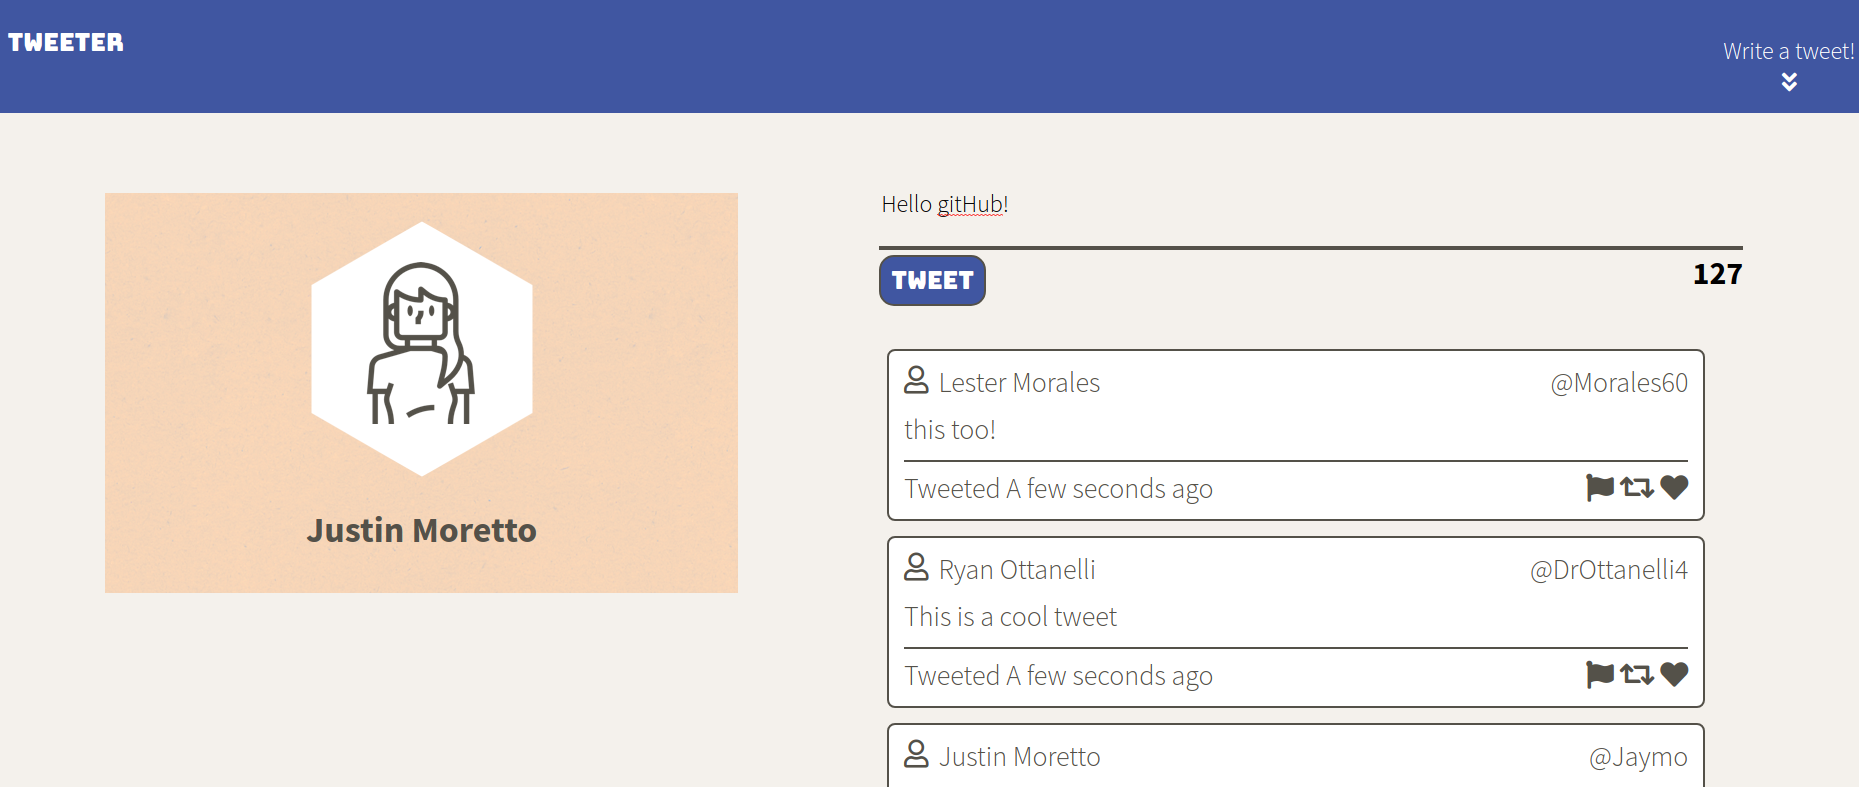 TWEETER
Write a tweet!
Justin Moretto
Hello gitHub!
TWEET
127
Lester Morales @Morales60
this too!
Tweeted A few seconds ago
Ryan Ottanelli @DrOttanelli4
This is a cool tweet
Tweeted A few seconds ago
Justin Moretto @Jaymo